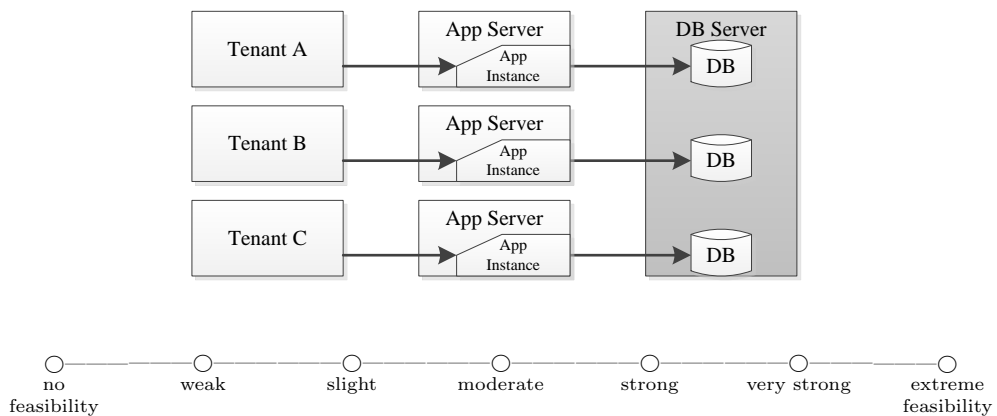 Tenant A
App Server
App
Instance
DB Server
DB
Tenant B
App Server
App
Instance
DB
Tenant C
App Server
App
Instance
DB
no
feasibility
weak
slight
moderate
strong
very strong
extreme
feasibility